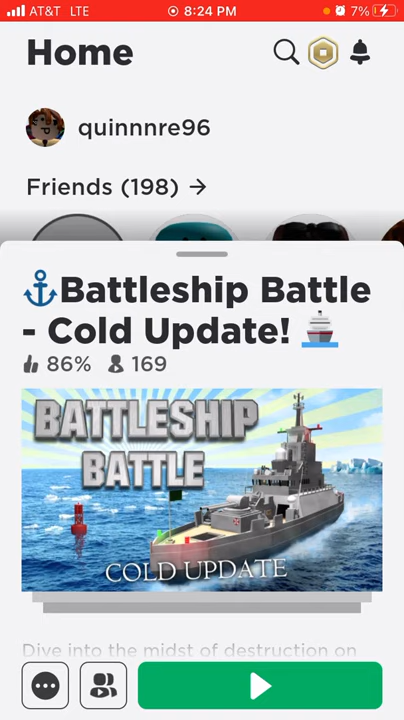 AT&T LTE 8:24 PM 7%
Home
quinnnre96
Friends (198) →
⚓Battleship Battle
- Cold Update! 🚢
86% 169
BATTLESHIP
BATTLE
COLD UPDATE
Dive into the midst of destruction on